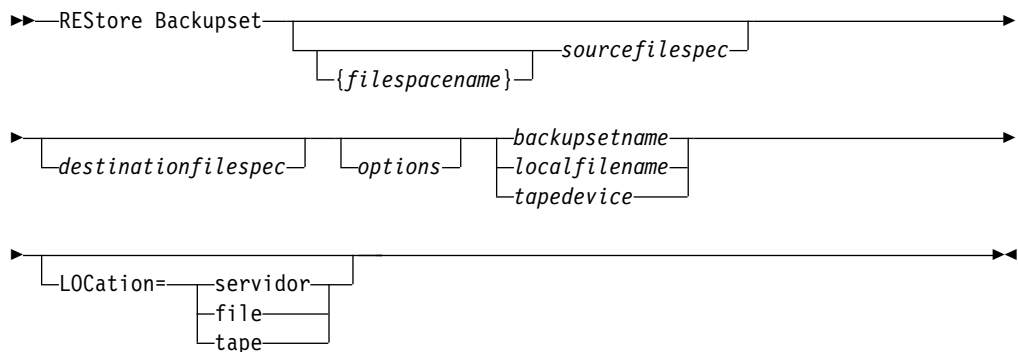 REStore Backupset
sourcefilespec
{filespacename}
destinationfilespec
options
backupsetname
localfilename
tapedevice
LOCation=
servidor
file
tape